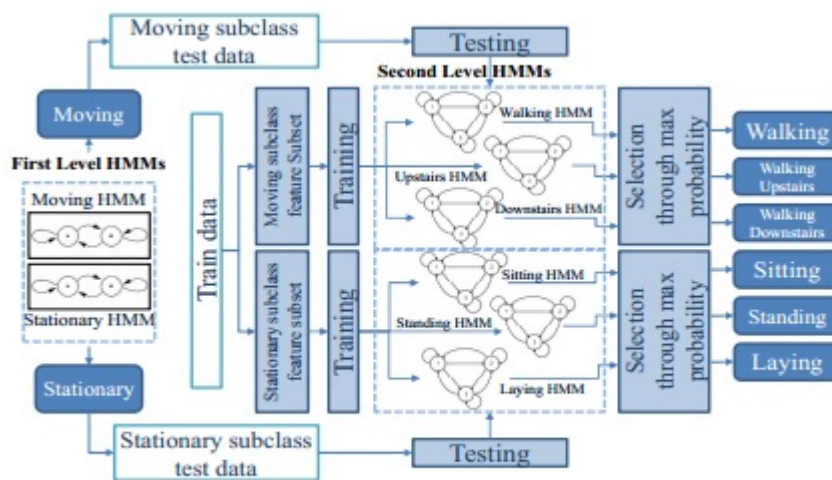 Moving subclass
test data
Testing
Second Level HMMs
Moving
First Level HMMs
Moving HMM
Stationary HMM
Stationary
Train data
Moving subclass
feature Subset
Training
Walking HMM
Upstairs HMM
Downstairs HMM
Selection
through max
probability
Walking
Walking
Upstairs
Walking
Downstairs
Stationary subclass
feature subset
Training
Sitting HMM
Standing HMM
Laying HMM
Selection
through max
probability
Sitting
Standing
Laying
Stationary subclass
test data
Testing